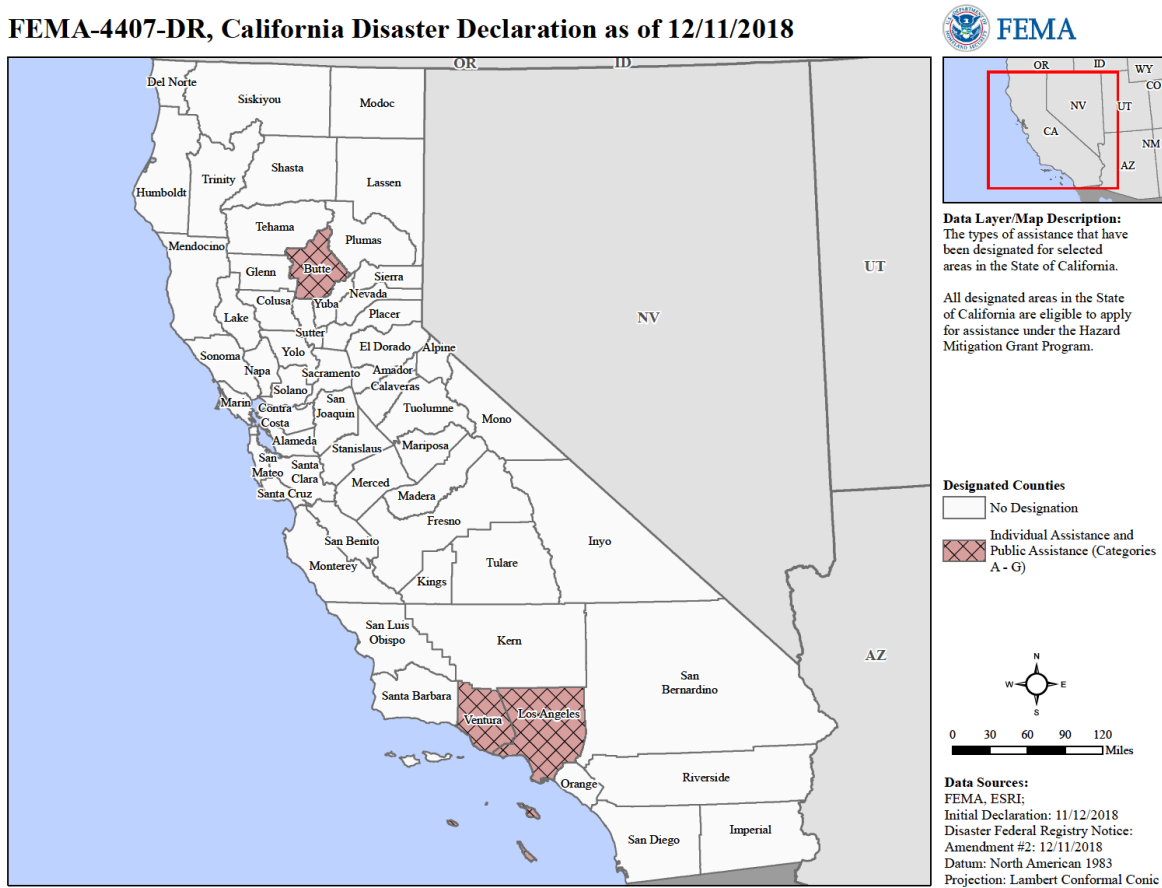 FEMA-4407-DR, California Disaster Declaration as of 12/11/2018
U.S. DEPARTMENT OF
HOMELAND SECURITY
FEMA
OR
ID
Del Norte
Siskiyou
Modoc
Shasta
Trinity
Lassen
Humboldt
Tehama
Plumas
Mendocino
Butte
Glenn
Sierra
Nevada
Colusa
Yuba
Placer
Lake
Sutter
El Dorado
Alpine
Sonoma
Yolo
Napa
Sacramento
Amador
Calaveras
Solano
Marin
Contra
Costa
San
Joaquin
Tuolumne
Mono
Alameda
Stanislaus
Mariposa
San
Mateo
Santa
Clara
Merced
Santa Cruz
Madera
Fresno
San Benito
Inyo
Monterey
Kings
Tulare
San Luis
Obispo
Kern
San
Bernardino
Santa Barbara
Ventura
Los Angeles
Orange
Riverside
San Diego
Imperial
NV
UT
AZ
OR
ID
WY
CO
NV
UT
CA
NM
AZ
Data Layer/Map Description:
The types of assistance that have
been designated for selected
areas in the State of California.
All designated areas in the State
of California are eligible to apply
for assistance under the Hazard
Mitigation Grant Program.
Designated Counties
No Designation
Individual Assistance and
Public Assistance (Categories
A - G)
N
W
E
S
0 30 60 90 120
Miles
Data Sources:
FEMA, ESRI;
Initial Declaration: 11/12/2018
Disaster Federal Registry Notice:
Amendment #2: 12/11/2018
Datum: North American 1983
Projection: Lambert Conformal Conic